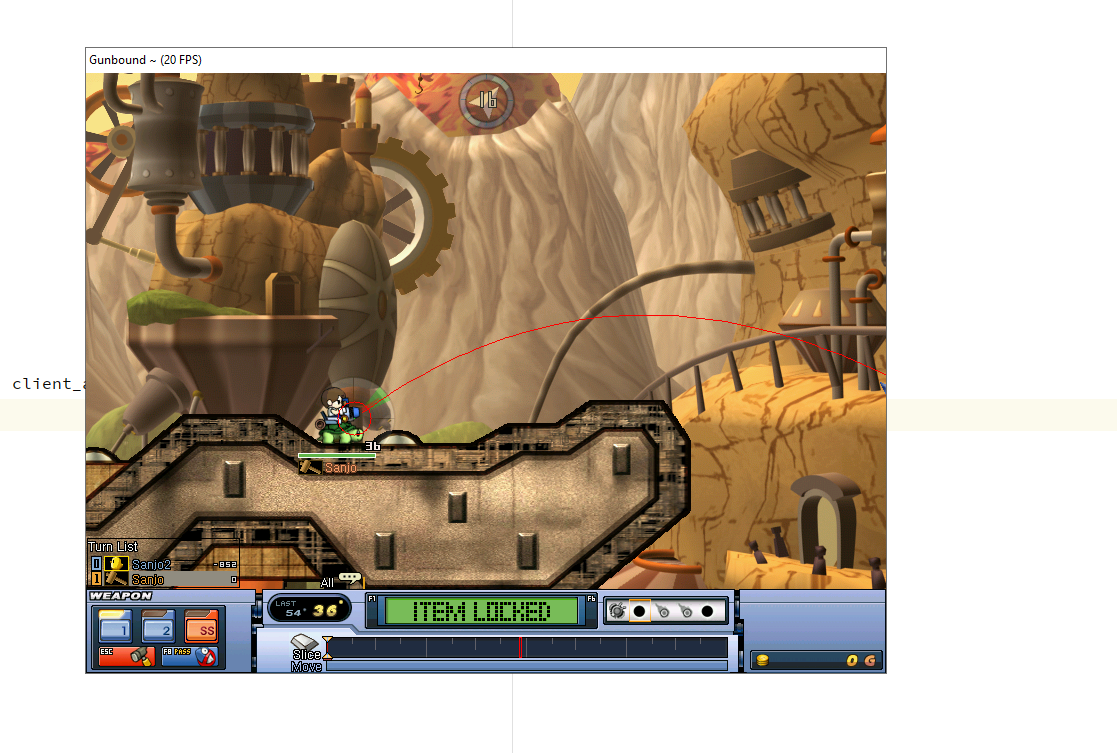 Gunbound ~ (20 FPS)
16
client_a
36
Sanjo
Turn List
0 Sanjo2 -852
1 Sanjo 0
All
WEAPON
LAST
54° 36°
F1 ITEM LOCKED F6
1 2 SS
ESC F8 PASS
Slice
Move
0 G